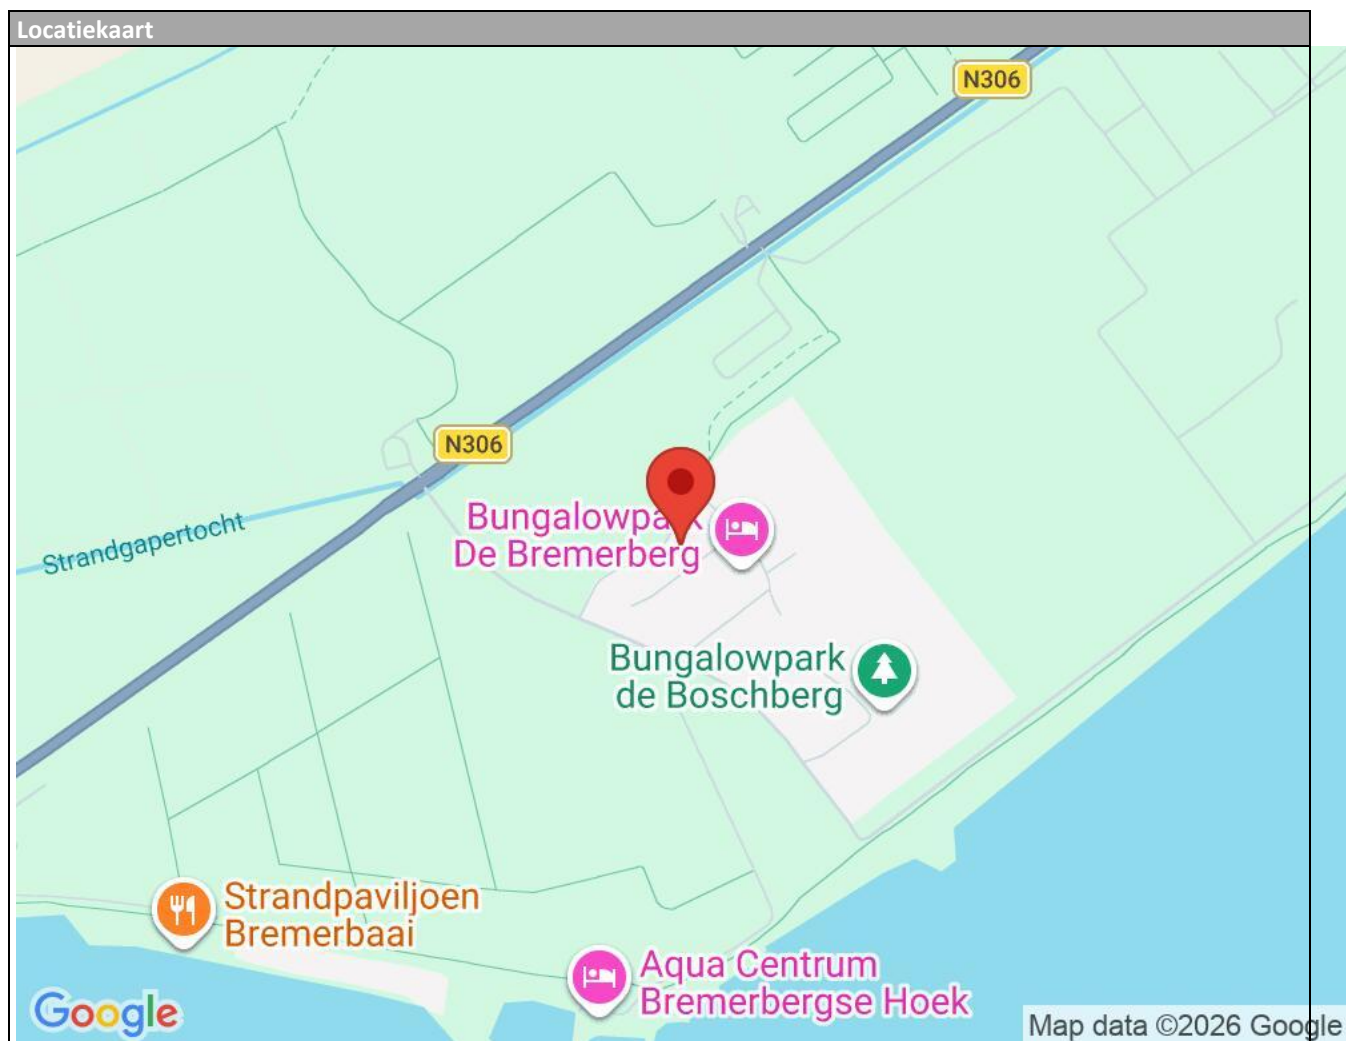 Locatiekaart
N306
N306
Strandgapertocht
Bungalowpark
De Bremerberg
Bungalowpark
de Boschberg
Strandpaviljoen
Bremerbaai
Aqua Centrum
Bremerbergse Hoek
Google
Map data ©2026 Google